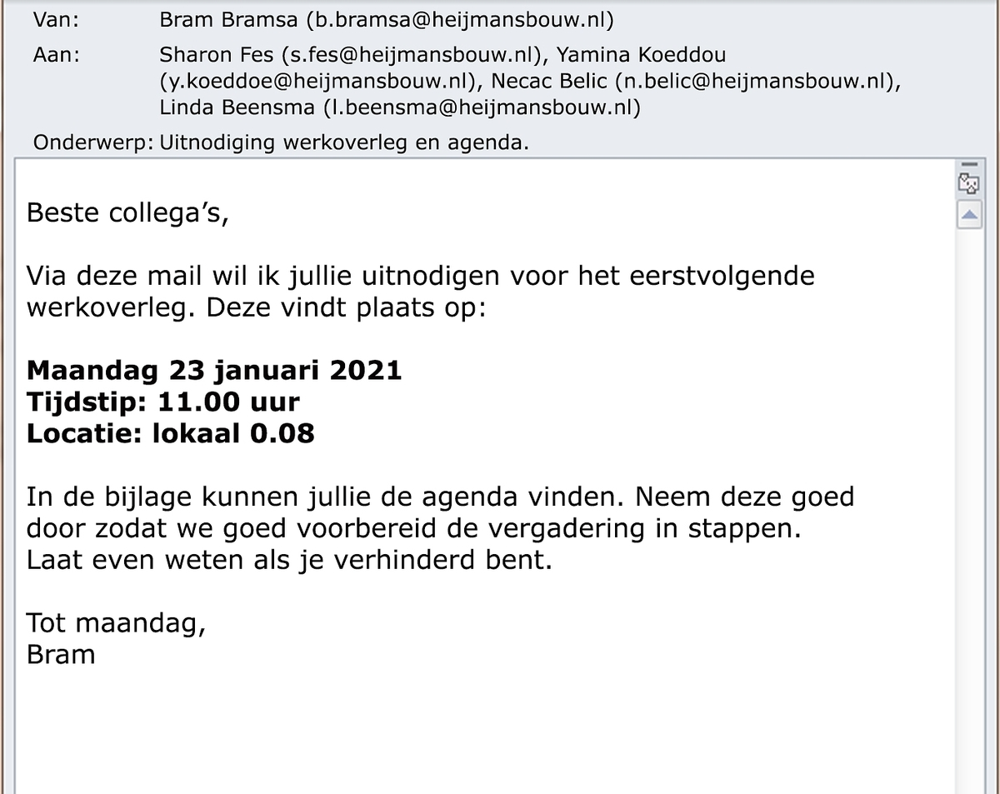 Van: Bram Bramsa (b.bramsa@heijmansbouw.nl)
Aan: Sharon Fes (s.fes@heijmansbouw.nl), Yamina Koeddou
(y.koeddoe@heijmansbouw.nl), Necac Belic (n.belic@heijmansbouw.nl),
Linda Beensma (l.beensma@heijmansbouw.nl)
Onderwerp: Uitnodiging werkoverleg en agenda.
Beste collega’s,
Via deze mail wil ik jullie uitnodigen voor het eerstvolgende
werkoverleg. Deze vindt plaats op:
Maandag 23 januari 2021
Tijdstip: 11.00 uur
Locatie: lokaal 0.08
In de bijlage kunnen jullie de agenda vinden. Neem deze goed
door zodat we goed voorbereid de vergadering in stappen.
Laat even weten als je verhinderd bent.
Tot maandag,
Bram